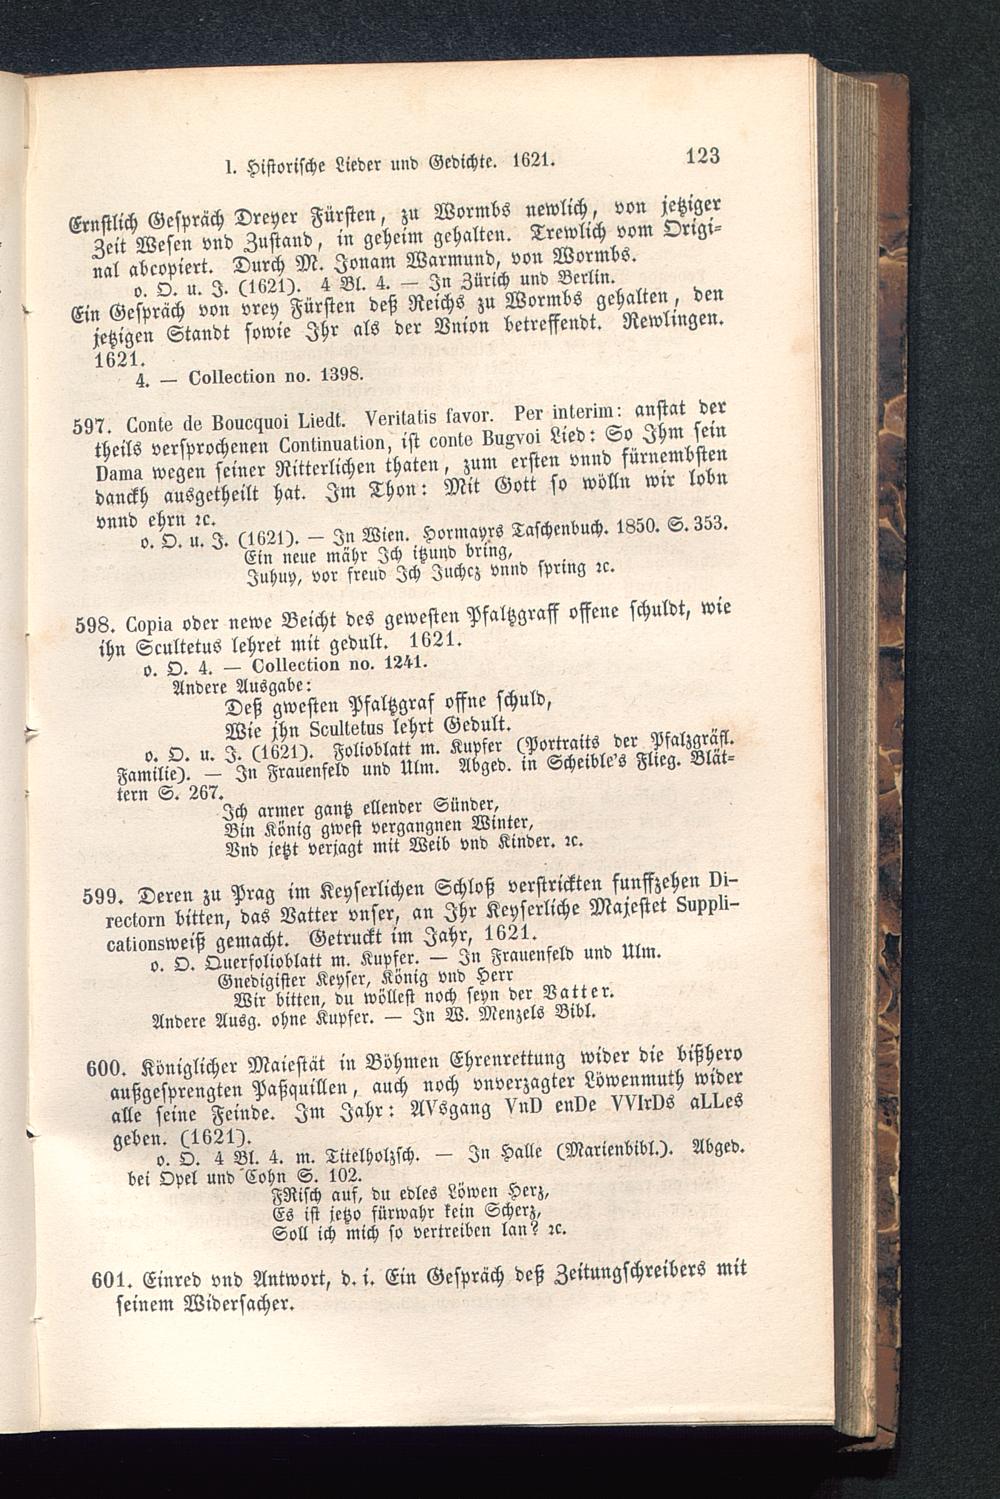 I. Historische Lieder und Gedichte. 1621. 123
Ernstlich Gespräch Dreyer Fürsten, zu Wormbs newlich, von jetziger
Zeit Wesen vnd Zustand, in geheim gehalten. Trewlich vom Origi-
nal abcopiert. Durch M. Jonam Warmund, von Wormbs.
o. O. u. J. (1621). 4 Bl. 4. — In Zürich und Berlin.
Ein Gespräch von vrey Fürsten deß Reichs zu Wormbs gehalten, den
jetzigen Standt sowie Ihr als der Vnion betreffendt. Rewlingen.
1621.
4. — Collection no. 1398.
597. Conte de Boucquoi Liedt. Veritatis favor. Per interim: anstat der
theils versprochenen Continuation, ist conte Bugvoi Lied: So Ihm sein
Dama wegen seiner Ritterlichen thaten, zum ersten vnnd fürnembsten
danckh ausgetheilt hat. Im Thon: Mit Gott so wölln wir lobn
vnnd ehrn ꝛc.
o. O. u. J. (1621). — In Wien. Hormayrs Taschenbuch. 1850. S. 353.
Ein neue mähr Ich itzund bring,
Juhuy, vor freud Ich Juchcz vnnd spring ꝛc.
598. Copia oder newe Beicht des gewesten Pfaltzgraff offene schuldt, wie
ihn Scultetus lehret mit gedult. 1621.
o. O. 4. — Collection no. 1241.
Andere Ausgabe:
Deß gwesten Pfaltzgraf offne schuld,
Wie jhn Scultetus lehrt Gedult.
o. O. u. J. (1621). Folioblatt m. Kupfer (Portraits der Pfalzgräfl.
Familie). — In Frauenfeld und Ulm. Abged. in Scheible's Flieg. Blät-
tern S. 267.
Ich armer gantz ellender Sünder,
Bin König gwest vergangnen Winter,
Vnd jetzt verjagt mit Weib vnd Kinder. ꝛc.
599. Deren zu Prag im Keyserlichen Schloß verstrickten funffzehen Di-
rectorn bitten, das Vatter vnser, an Ihr Keyserliche Majestet Suppli-
cationsweiß gemacht. Getruckt im Jahr, 1621.
o. O. Querfolioblatt m. Kupfer. — In Frauenfeld und Ulm.
Gnedigister Keyser, König vnd Herr
Wir bitten, du wöllest noch seyn der Vatter.
Andere Ausg. ohne Kupfer. — In W. Menzels Bibl.
600. Königlicher Maiestät in Böhmen Ehrenrettung wider die bißhero
außgesprengten Paßquillen, auch noch vnverzagter Löwenmuth wider
alle seine Feinde. Im Jahr: AVsgang VnD enDe VVIrDs aLLes
geben. (1621).
o. O. 4 Bl. 4. m. Titelholzsch. — In Halle (Marienbibl.). Abged.
bei Opel und Cohn S. 102.
FRisch auf, du edles Löwen Herz,
Es ist jetzo fürwahr kein Scherz,
Soll ich mich so vertreiben lan? ꝛc.
601. Einred vnd Antwort, d. i. Ein Gespräch deß Zeitungschreibers mit
seinem Widersacher.